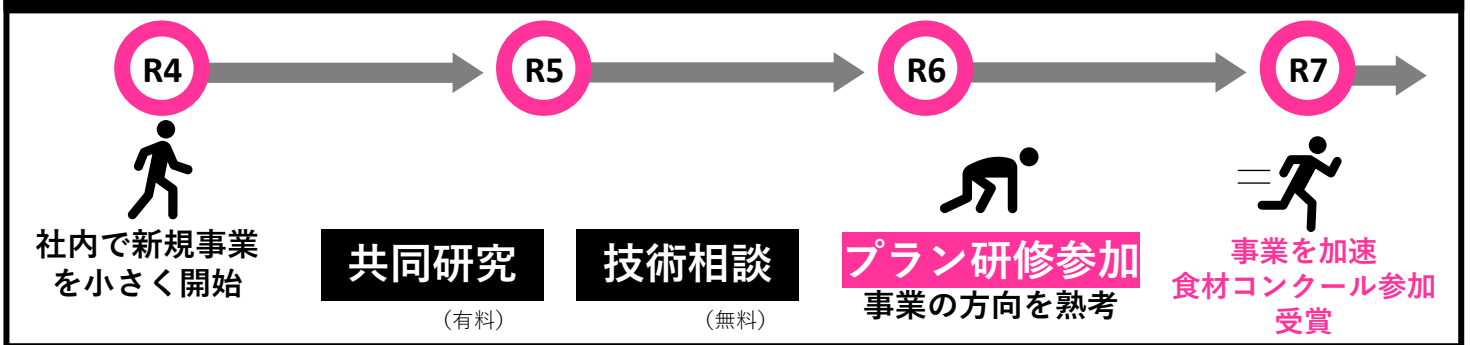 R4
R5
R6
R7
社内で新規事業
を小さく開始
共同研究
（有料）
技術相談
（無料）
プラン研修参加
事業の方向を熟考
事業を加速
食材コンクール参加
受賞